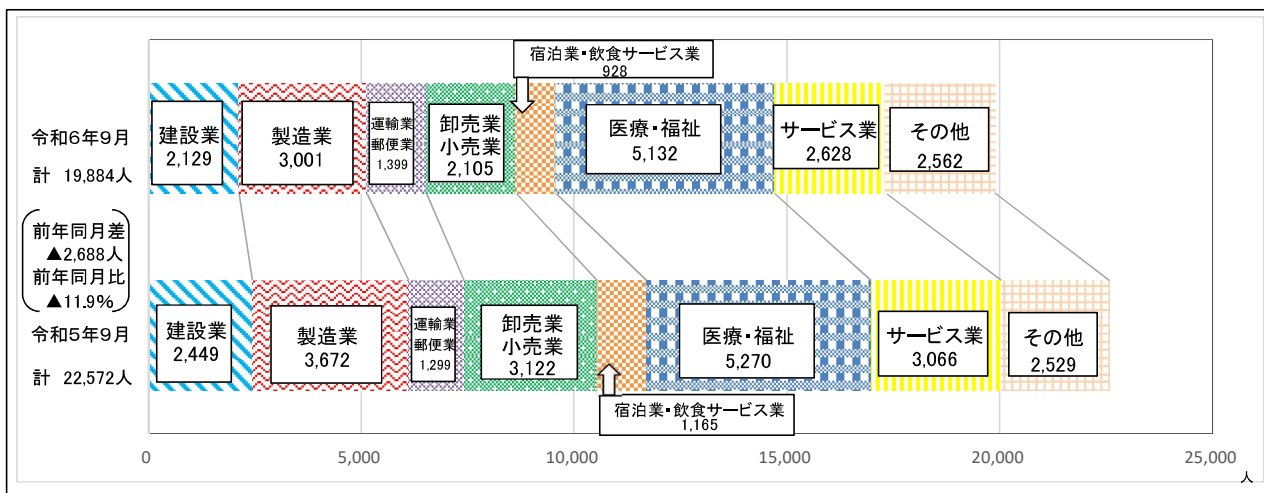 宿泊業・飲食サービス業
928
令和6年9月
計 19,884人
建設業
2,129
製造業
3,001
運輸業
郵便業
1,399
卸売業
小売業
2,105
医療・福祉
5,132
サービス業
2,628
その他
2,562
前年同月差
▲2,688人
前年同月比
▲11.9%
令和5年9月
計 22,572人
建設業
2,449
製造業
3,672
運輸業
郵便業
1,299
卸売業
小売業
3,122
医療・福祉
5,270
サービス業
3,066
その他
2,529
宿泊業・飲食サービス業
1,165
0 5,000 10,000 15,000 20,000 25,000
人